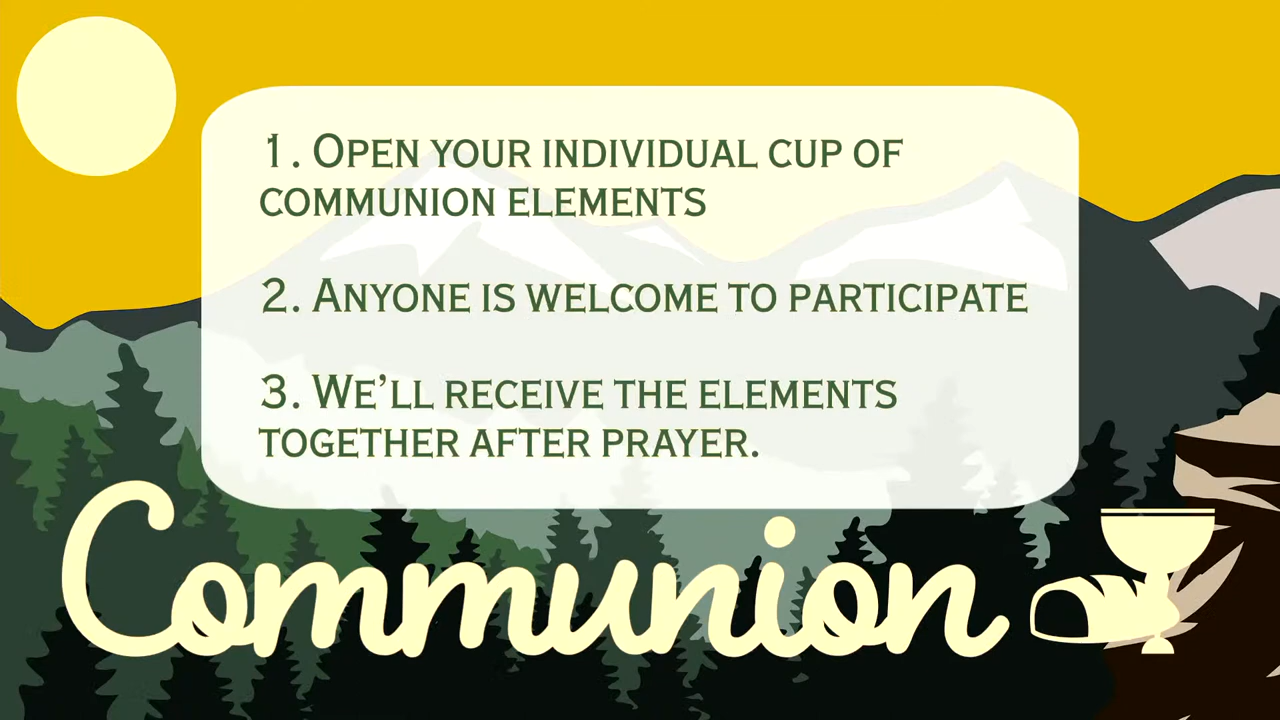 1. Open your individual cup of
communion elements
2. Anyone is welcome to participate
3. We'll receive the elements
together after prayer.
Communion